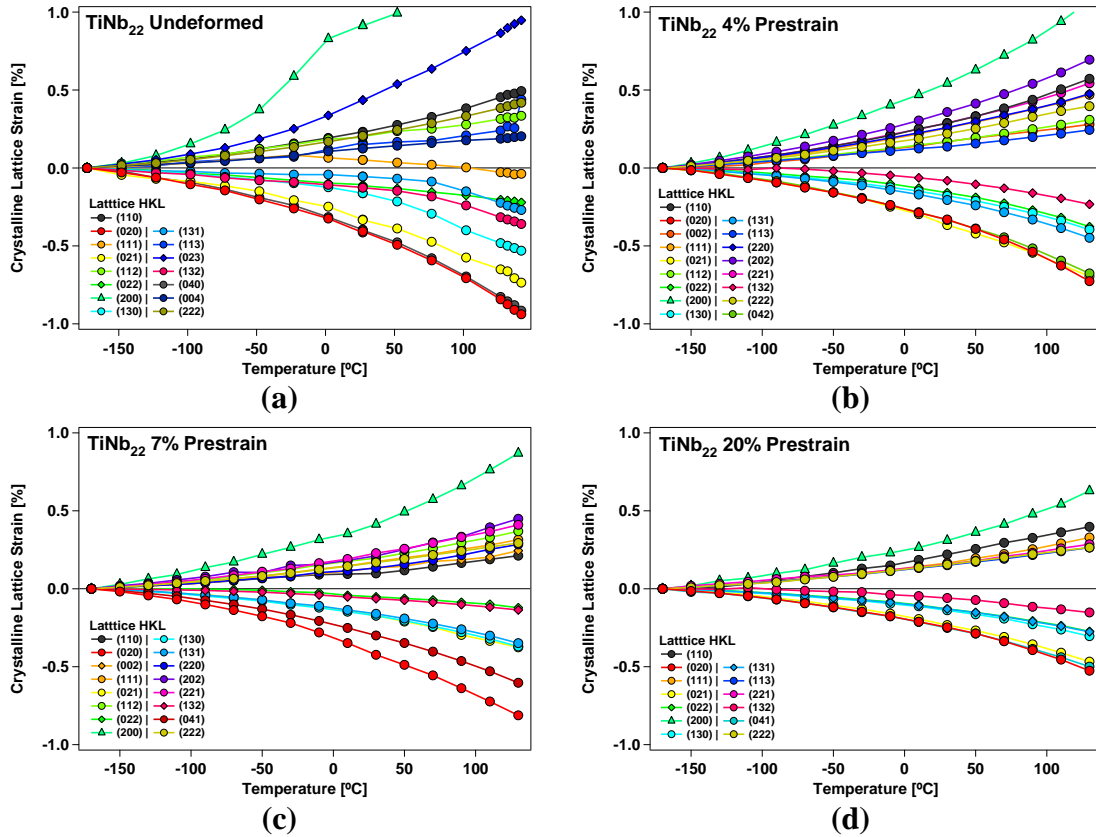 TiNb22 Undeformed
Crystalline Lattice Strain [%]
1.0
0.5
0.0
-0.5
-1.0
Latttice HKL
(110)
(020) | (131)
(002) | (113)
(111) | (023)
(021) | (132)
(112) | (040)
(022) | (004)
(200) | (222)
(130) |
-150 -100 -50 0 50 100
Temperature [ºC]
(a)
TiNb22 4% Prestrain
Crystalline Lattice Strain [%]
1.0
0.5
0.0
-0.5
-1.0
Latttice HKL
(110)
(020) | (131)
(002) | (113)
(111) | (220)
(021) | (202)
(112) | (221)
(022) | (132)
(200) | (222)
(130) | (042)
-150 -100 -50 0 50 100
Temperature [ºC]
(b)
TiNb22 7% Prestrain
Crystalline Lattice Strain [%]
1.0
0.5
0.0
-0.5
-1.0
Latttice HKL
(110) | (130)
(020) | (131)
(002) | (220)
(111) | (202)
(021) | (221)
(112) | (132)
(022) | (041)
(200) | (222)
-150 -100 -50 0 50 100
Temperature [ºC]
(c)
TiNb22 20% Prestrain
Crystalline Lattice Strain [%]
1.0
0.5
0.0
-0.5
-1.0
Latttice HKL
(110)
(020) | (131)
(111) | (113)
(021) | (221)
(022) | (132)
(200) | (041)
(130) | (222)
-150 -100 -50 0 50 100
Temperature [ºC]
(d)